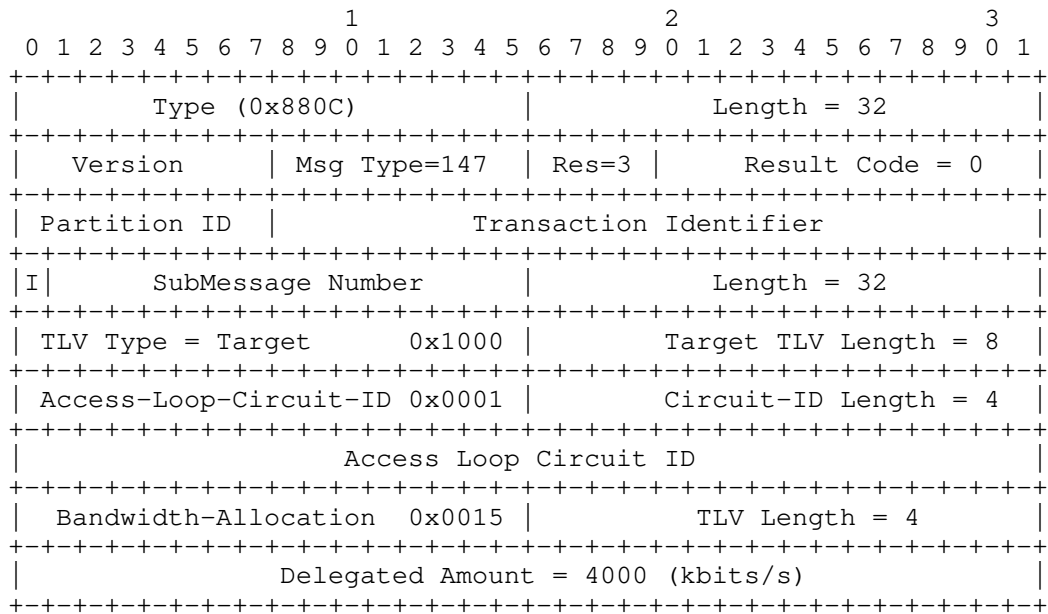 1                   2                   3
 0 1 2 3 4 5 6 7 8 9 0 1 2 3 4 5 6 7 8 9 0 1 2 3 4 5 6 7 8 9 0 1
+-+-+-+-+-+-+-+-+-+-+-+-+-+-+-+-+-+-+-+-+-+-+-+-+-+-+-+-+-+-+-+-+
|        Type (0x880C)          |           Length = 32         |
+-+-+-+-+-+-+-+-+-+-+-+-+-+-+-+-+-+-+-+-+-+-+-+-+-+-+-+-+-+-+-+-+
|   Version     | Msg Type=147  | Res=3 |     Result Code = 0   |
+-+-+-+-+-+-+-+-+-+-+-+-+-+-+-+-+-+-+-+-+-+-+-+-+-+-+-+-+-+-+-+-+
| Partition ID  |            Transaction Identifier             |
+-+-+-+-+-+-+-+-+-+-+-+-+-+-+-+-+-+-+-+-+-+-+-+-+-+-+-+-+-+-+-+-+
|I|      SubMessage Number      |           Length = 32         |
+-+-+-+-+-+-+-+-+-+-+-+-+-+-+-+-+-+-+-+-+-+-+-+-+-+-+-+-+-+-+-+-+
| TLV Type = Target      0x1000 |        Target TLV Length = 8  |
+-+-+-+-+-+-+-+-+-+-+-+-+-+-+-+-+-+-+-+-+-+-+-+-+-+-+-+-+-+-+-+-+
| Access-Loop-Circuit-ID 0x0001 |        Circuit-ID Length = 4  |
+-+-+-+-+-+-+-+-+-+-+-+-+-+-+-+-+-+-+-+-+-+-+-+-+-+-+-+-+-+-+-+-+
|                    Access Loop Circuit ID                     |
+-+-+-+-+-+-+-+-+-+-+-+-+-+-+-+-+-+-+-+-+-+-+-+-+-+-+-+-+-+-+-+-+
|  Bandwidth-Allocation  0x0015 |          TLV Length = 4       |
+-+-+-+-+-+-+-+-+-+-+-+-+-+-+-+-+-+-+-+-+-+-+-+-+-+-+-+-+-+-+-+-+
|                Delegated Amount = 4000 (kbits/s)              |
+-+-+-+-+-+-+-+-+-+-+-+-+-+-+-+-+-+-+-+-+-+-+-+-+-+-+-+-+-+-+-+-+